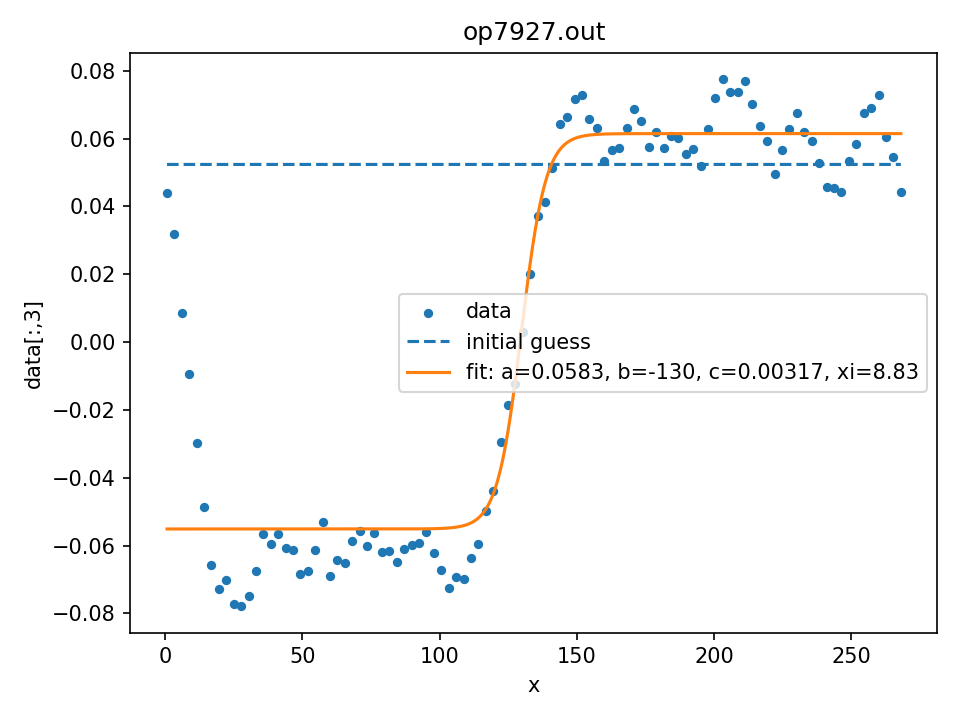 op7927.out
0.08
0.06
0.04
0.02
0.00
−0.02
−0.04
−0.06
−0.08
data[:,3]
data
initial guess
fit: a=0.0583, b=-130, c=0.00317, xi=8.83
0 50 100 150 200 250
x